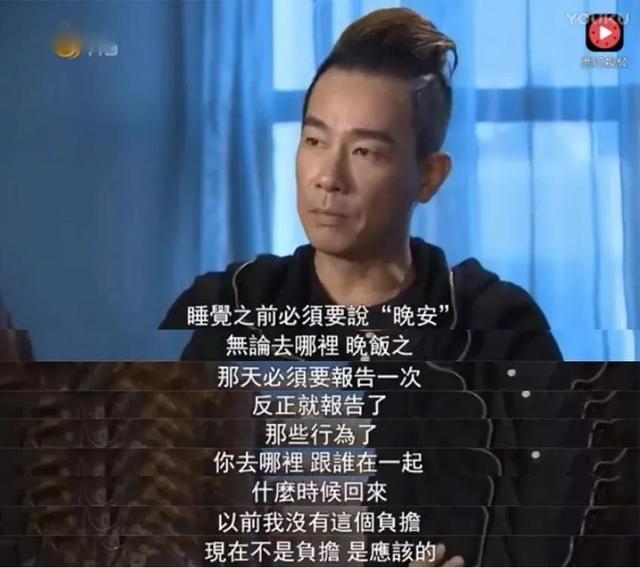 YOUKU
睡覺之前必須要說“晚安”
無論去哪裡 晚飯之
那天必須要報告一次
反正就報告了
那些行為了
你去哪裡 跟誰在一起
什麼時候回來
以前我沒有這個負擔
現在不是負擔 是應該的